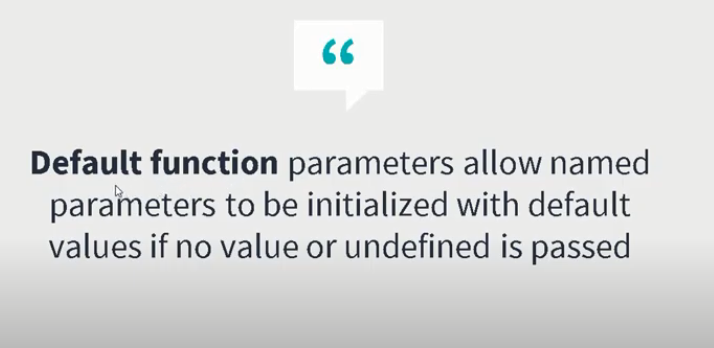 “
Default function parameters allow named
parameters to be initialized with default
values if no value or undefined is passed